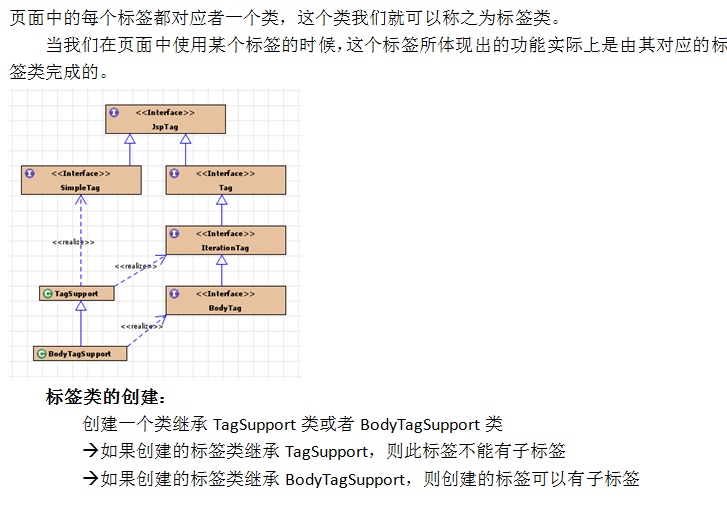 页面中的每个标签都对应者一个类，这个类我们就可以称之为标签类。
当我们在页面中使用某个标签的时候，这个标签所体现出的功能实际上是由其对应的标
签类完成的。
<<Interface>>
JspTag
<<Interface>>
SimpleTag
<<Interface>>
Tag
<<realize>>
<<Interface>>
IterationTag
<<realize>>
TagSupport
<<Interface>>
BodyTag
<<realize>>
BodyTagSupport
标签类的创建：
创建一个类继承 TagSupport 类或者 BodyTagSupport 类
→如果创建的标签类继承 TagSupport，则此标签不能有子标签
→如果创建的标签类继承 BodyTagSupport，则创建的标签可以有子标签